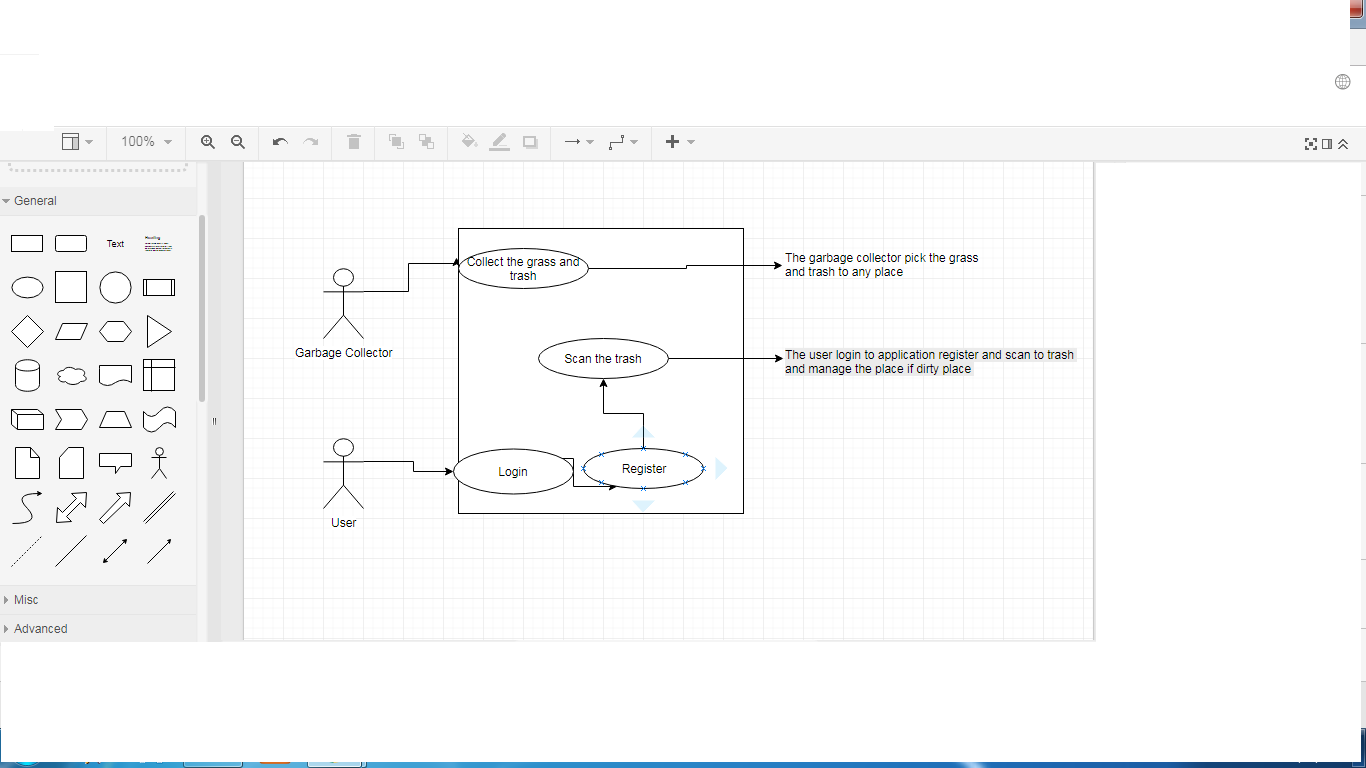 100%
General
Text
Heading
Misc
Advanced
Collect the grass and
trash
The garbage collector pick the grass
and trash to any place
Garbage Collector
Scan the trash
The user login to application register and scan to trash
and manage the place if dirty place
Login
Register
User